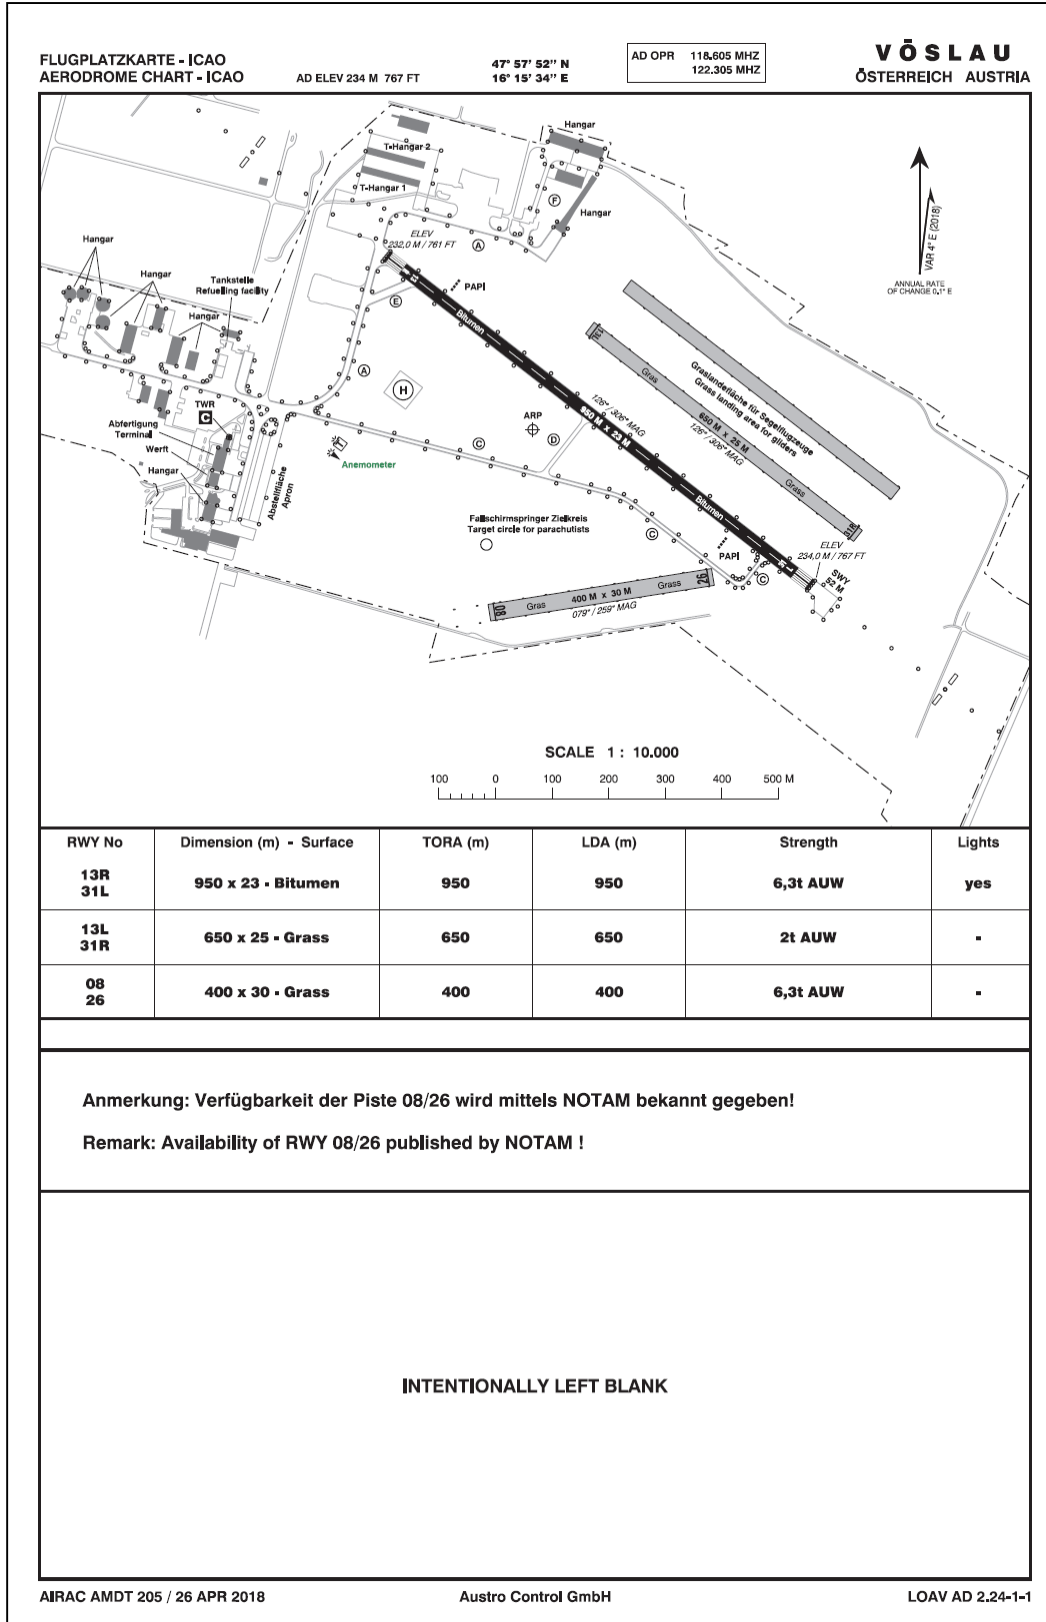 FLUGPLATZKARTE - ICAO
AERODROME CHART - ICAO
AD ELEV 234 M 767 FT
47° 57' 52'' N
16° 15' 34'' E
AD OPR 118.605 MHZ
122.305 MHZ
VÖSLAU
ÖSTERREICH AUSTRIA
Hangar
T-Hangar 2
T-Hangar 1
F
Hangar
ELEV
232,0 M / 761 FT
A
VAR 4° E (2018)
ANNUAL RATE
OF CHANGE 0,1° E
Hangar
Hangar
Tankstelle
Refuelling facility
Hangar
PAPI
E
Bitumen
A
H
Graslandefläche für Segelflugzeuge
Grass landing area for gliders
Gras
650 M x 25 M
126° / 306° MAG
Grass
31R
126° / 306° MAG
950 M x 23 M
TWR
C
ARP
D
C
Abfertigung
Terminal
Werft
Hangar
Anemometer
Abstellfläche
Apron
Bitumen
Fallschirmspringer Zielkreis
Target circle for parachutists
C
PAPI
ELEV
234,0 M / 767 FT
C
SWY
52 M
08
Gras
400 M x 30 M
Grass
26
079° / 259° MAG
SCALE 1 : 10.000
100 0 100 200 300 400 500 M
RWY No Dimension (m) - Surface TORA (m) LDA (m) Strength Lights
13R
31L
950 x 23 - Bitumen 950 950 6,3t AUW yes
13L
31R
650 x 25 - Grass 650 650 2t AUW -
08
26
400 x 30 - Grass 400 400 6,3t AUW -
Anmerkung: Verfügbarkeit der Piste 08/26 wird mittels NOTAM bekannt gegeben!
Remark: Availability of RWY 08/26 published by NOTAM !
INTENTIONALLY LEFT BLANK
AIRAC AMDT 205 / 26 APR 2018
Austro Control GmbH
LOAV AD 2.24-1-1